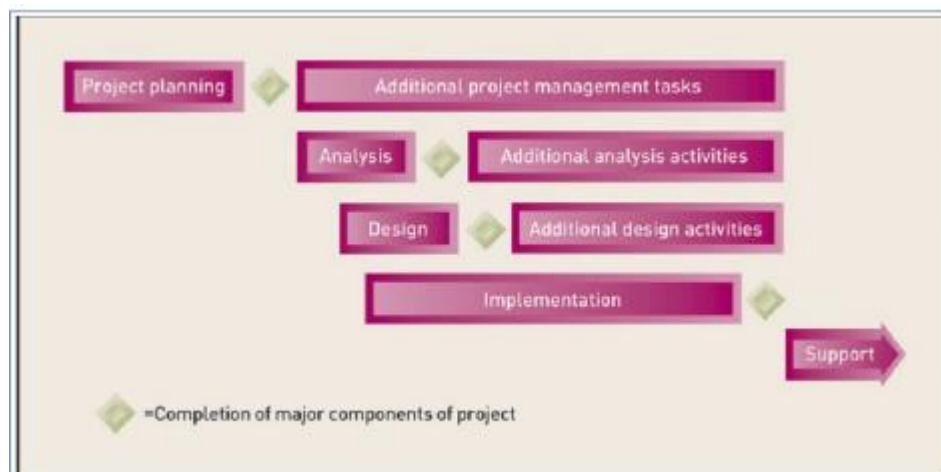 Project planning
Additional project management tasks
Analysis
Additional analysis activities
Design
Additional design activities
Implementation
Support
=Completion of major components of project